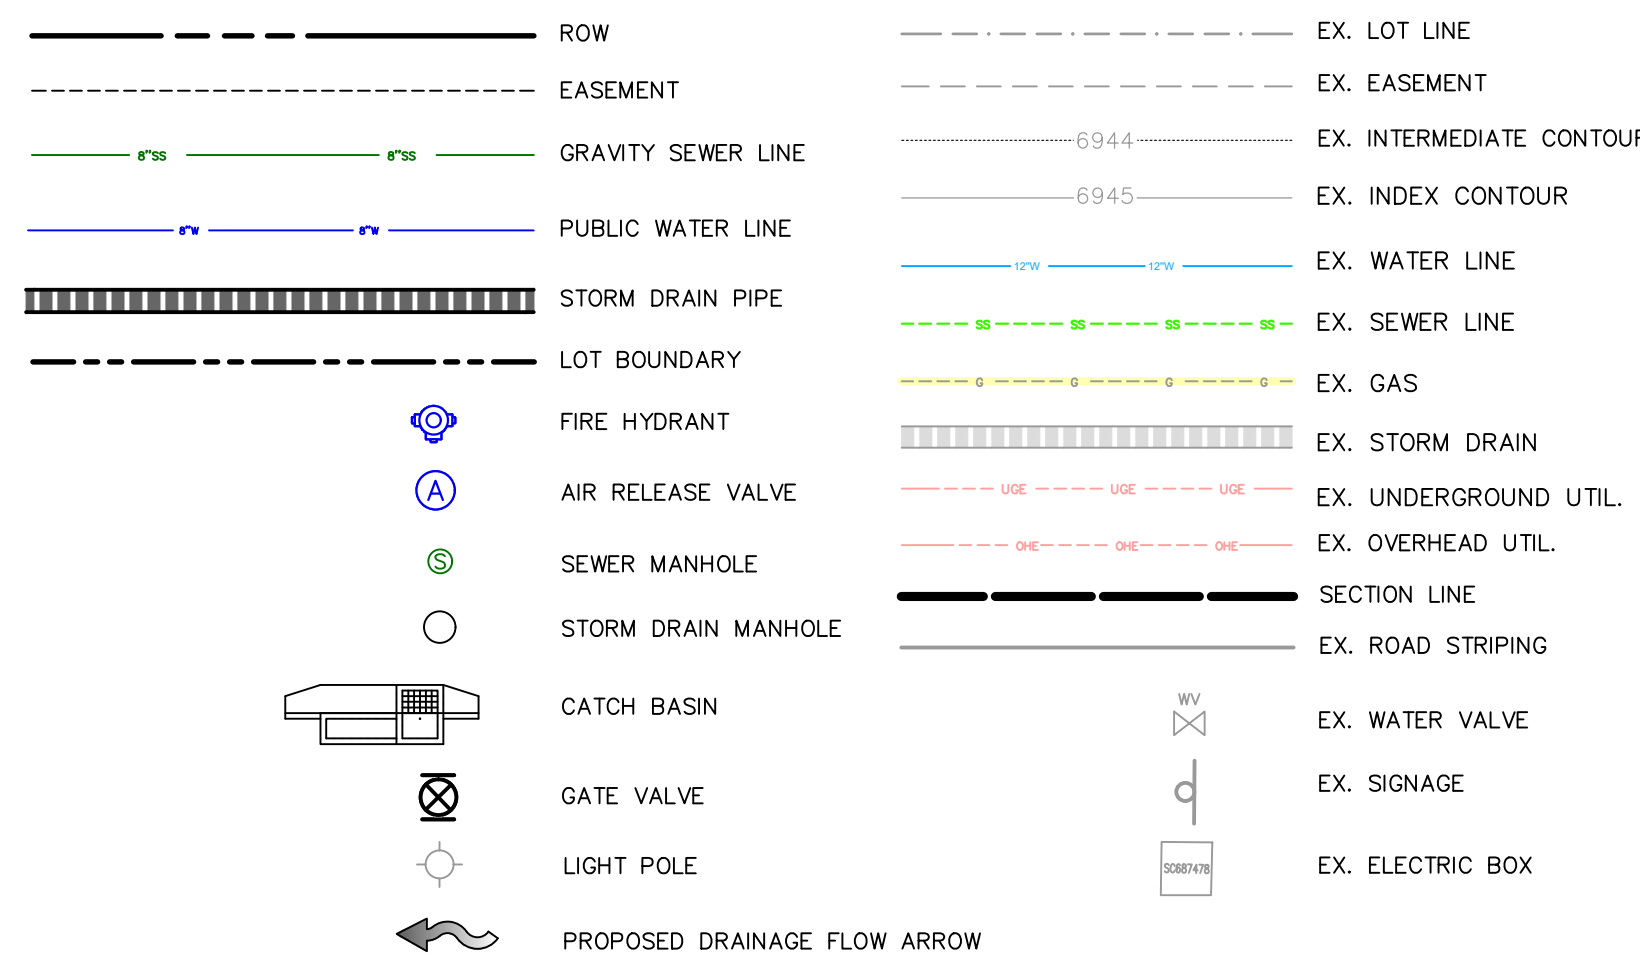 ROW
EASEMENT
8"SS 8"SS GRAVITY SEWER LINE
8"W 8"W PUBLIC WATER LINE
STORM DRAIN PIPE
LOT BOUNDARY
FIRE HYDRANT
A AIR RELEASE VALVE
S SEWER MANHOLE
STORM DRAIN MANHOLE
CATCH BASIN
GATE VALVE
LIGHT POLE
PROPOSED DRAINAGE FLOW ARROW
EX. LOT LINE
EX. EASEMENT
6944 EX. INTERMEDIATE CONTOUR
6945 EX. INDEX CONTOUR
12"W 12"W EX. WATER LINE
SS SS SS SS EX. SEWER LINE
G G G G EX. GAS
EX. STORM DRAIN
UGE UGE UGE EX. UNDERGROUND UTIL.
OHE OHE OHE EX. OVERHEAD UTIL.
SECTION LINE
EX. ROAD STRIPING
WV
EX. WATER VALVE
EX. SIGNAGE
SC687478 EX. ELECTRIC BOX